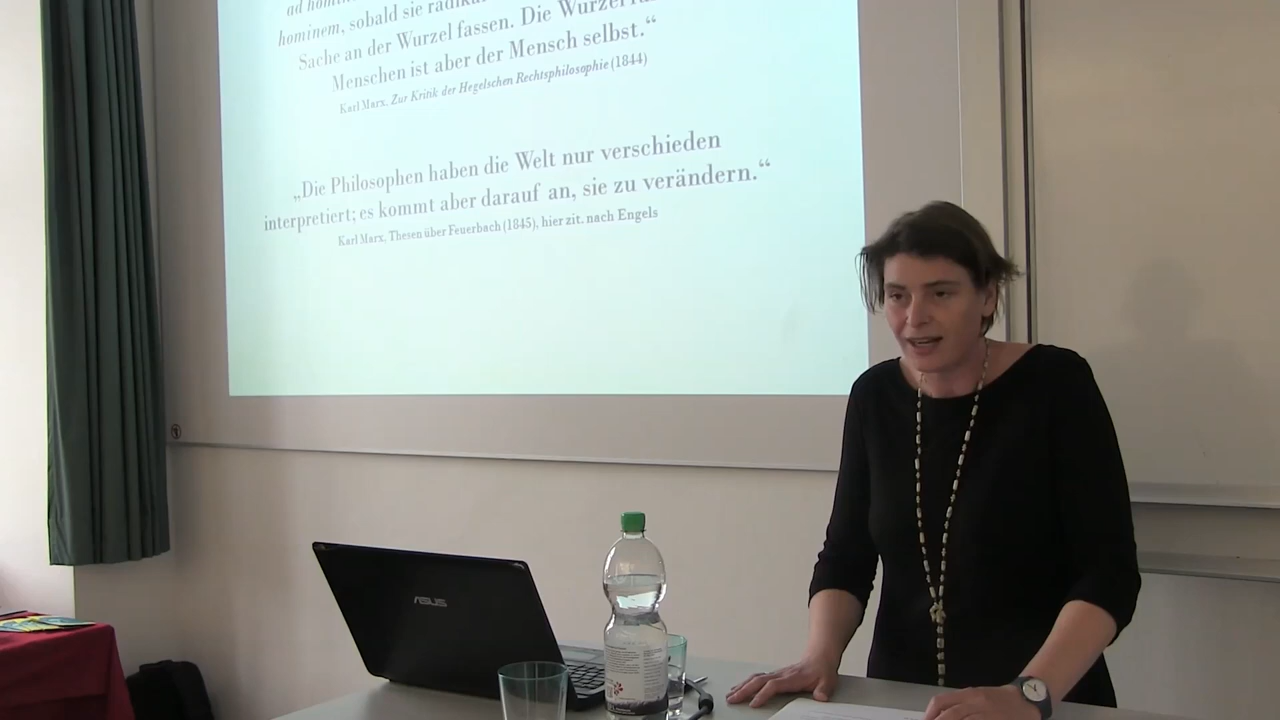 ad
hominem, sobald sie
Sache an der Wurzel fassen. Die Wurzel
Menschen ist aber der Mensch selbst.“
Karl Marx, Zur Kritik der Hegelschen Rechtsphilosophie (1844)
„Die Philosophen haben die Welt nur verschieden
interpretiert; es kommt aber darauf an, sie zu verändern.“
Karl Marx, Thesen über Feuerbach (1845), hier zit. nach Engels
ASUS